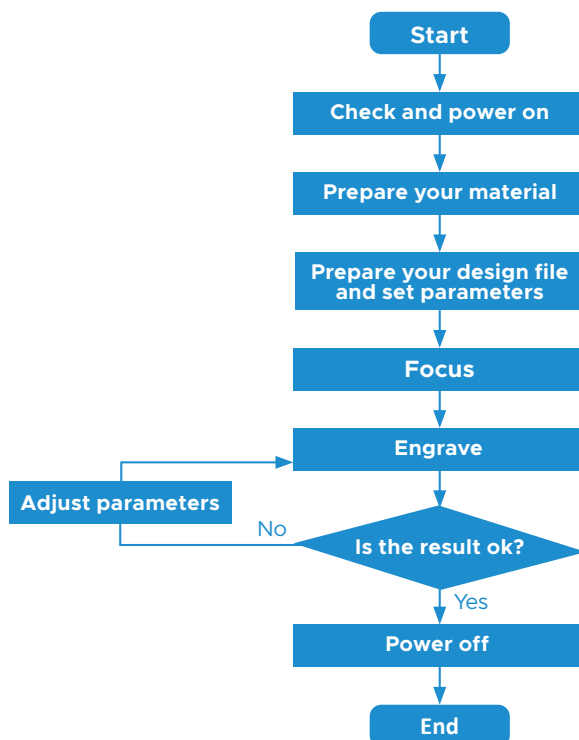 Start
Check and power on
Prepare your material
Prepare your design file
and set parameters
Focus
Engrave
Adjust parameters
No
Is the result ok?
Yes
Power off
End